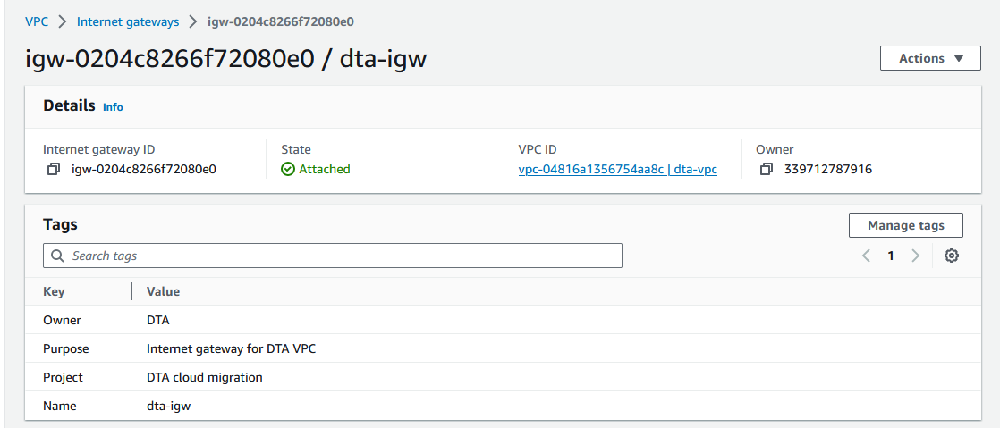 VPC > Internet gateways > igw-0204c8266f72080e0
igw-0204c8266f72080e0 / dta-igw
Actions
Details Info
Internet gateway ID State VPC ID Owner
igw-0204c8266f72080e0 Attached vpc-04816a1356754aa8c | dta-vpc 339712787916
Tags
Manage tags
Search tags
1
Key Value
Owner DTA
Purpose Internet gateway for DTA VPC
Project DTA cloud migration
Name dta-igw